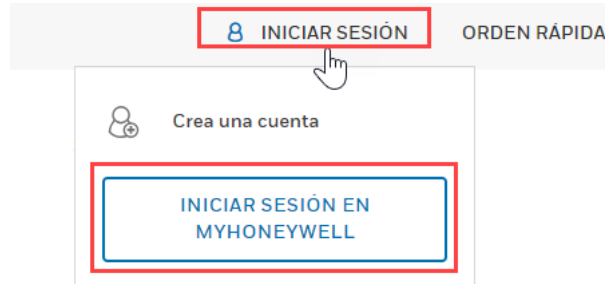 INICIAR SESIÓN ORDEN RÁPIDA
Crea una cuenta
INICIAR SESIÓN EN
MYHONEYWELL